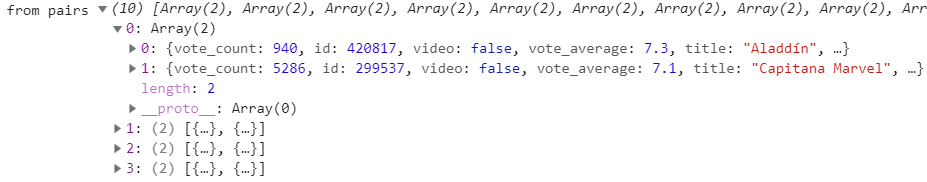 from pairs ▼ (10) [Array(2), Array(2), Array(2), Array(2), Array(2), Array(2), Array(2), Array(2), Array(2), Arr
▼ 0: Array(2)
▶ 0: {vote_count: 940, id: 420817, video: false, vote_average: 7.3, title: "Aladdín", …}
▶ 1: {vote_count: 5286, id: 299537, video: false, vote_average: 7.1, title: "Capitana Marvel", …}
length: 2
▶ __proto__: Array(0)
▶ 1: (2) [{…}, {…}]
▶ 2: (2) [{…}, {…}]
▶ 3: (2) [{…}, {…}]